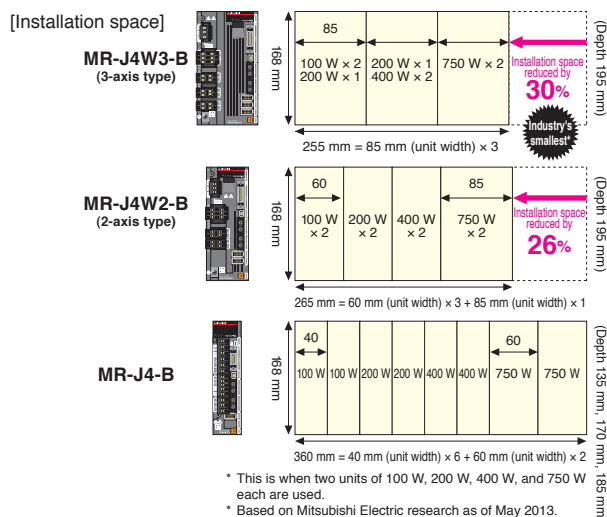 [Installation space]
MR-J4W3-B
(3-axis type)
168 mm
85
100 W × 2
200 W × 1
200 W × 1
400 W × 2
750 W × 2
Installation space
reduced by
30%
Industry's
smallest*
(Depth 195 mm)
255 mm = 85 mm (unit width) × 3
MR-J4W2-B
(2-axis type)
168 mm
60
85
100 W
× 2
200 W
× 2
400 W
× 2
750 W
× 2
Installation space
reduced by
26%
(Depth 195 mm)
265 mm = 60 mm (unit width) × 3 + 85 mm (unit width) × 1
MR-J4-B
168 mm
40
60
100 W 100 W 200 W 200 W 400 W 400 W 750 W 750 W
(Depth 135 mm, 170 mm, 185 mm)
360 mm = 40 mm (unit width) × 6 + 60 mm (unit width) × 2
* This is when two units of 100 W, 200 W, 400 W, and 750 W
each are used.
* Based on Mitsubishi Electric research as of May 2013.